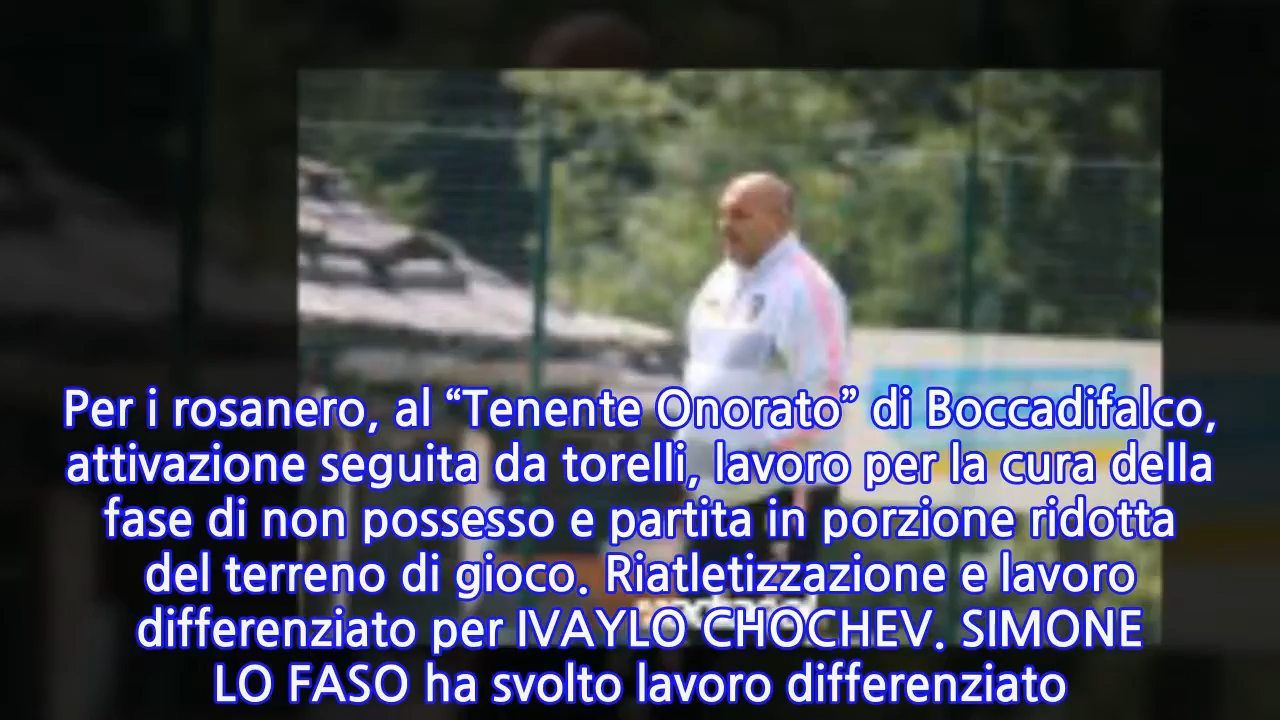 Per i rosanero, al “Tenente Onorato” di Boccadifalco,
attivazione seguita da torelli, lavoro per la cura della
fase di non possesso e partita in porzione ridotta
del terreno di gioco. Riatletizzazione e lavoro
differenziato per IVAYLO CHOCHEV. SIMONE
LO FASO ha svolto lavoro differenziato